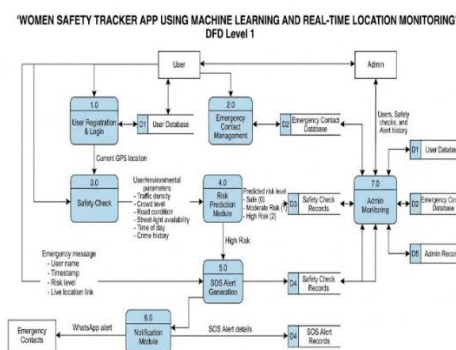 'WOMEN SAFETY TRACKER APP USING MACHINE LEARNING AND REAL-TIME LOCATION MONITORING'
DFD Level 1
User
Admin
1.0
User Registration
& Login
D1 User Database
2.0
Emergency
Contact
Management
D2 Emergency Contact
Database
Users, Safety
checks, and
Alert history
D1 User Database
Current GPS location
3.0
Safety Check
User/environmental
parameters
- Traffic density
- Crowd level
- Road condition
- Street-light availability
- Time of day
- Crime history
4.0
Risk
Prediction
Module
Predicted risk level
- Safe (0)
- Moderate Risk (1)
- High Risk (2)
D3 Safety Check
Records
7.0
Admin
Monitoring
D2 Emergency Contact
Database
D5 Admin Records
High Risk
Emergency message
- User name
- Timestamp
- Risk level
- Live location link
5.0
SOS Alert
Generation
D4 Safety Check
Records
Emergency
Contacts
WhatsApp alert
6.0
Notification
Module
SOS Alert details
D4 SOS Alert
Records